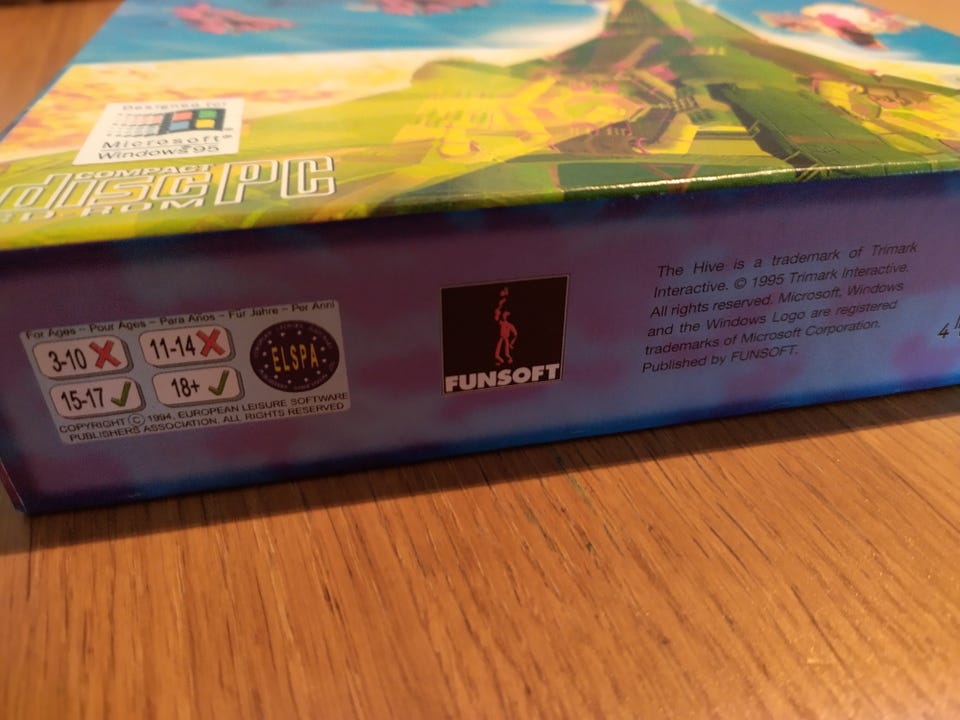 Designed for
Microsoft®
Windows®95
COMPACT
disc PC
CD-ROM
For Ages - Pour Ages - Para Años - Für Jahre - Per Anni
3-10 11-14
15-17 18+
ELSPA
COPYRIGHT © 1994, EUROPEAN LEISURE SOFTWARE
PUBLISHERS ASSOCIATION. ALL RIGHTS RESERVED
FUNSOFT
The Hive is a trademark of Trimark
Interactive. © 1995 Trimark Interactive.
All rights reserved. Microsoft, Windows
and the Windows Logo are registered
trademarks of Microsoft Corporation.
Published by FUNSOFT.
4